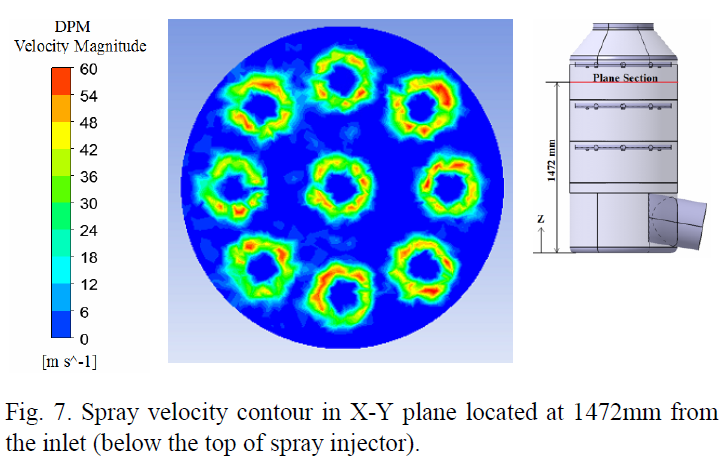 DPM
Velocity Magnitude
60
54
48
42
36
30
24
18
12
6
0
[m s^-1]
Plane Section
1472 mm
Z
Fig. 7. Spray velocity contour in X-Y plane located at 1472mm from
the inlet (below the top of spray injector).